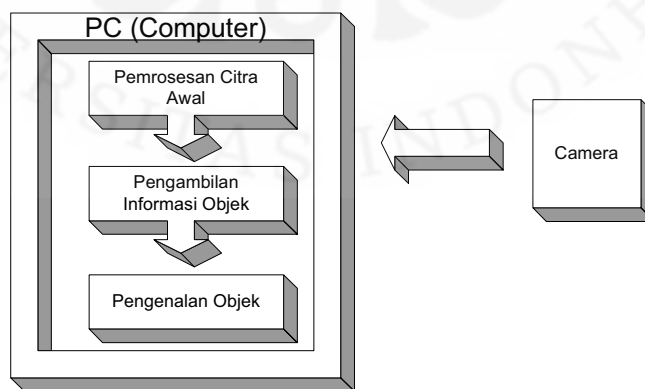 PC (Computer)
Pemrosesan Citra
Awal
Pengambilan
Informasi Objek
Pengenalan Objek
Camera